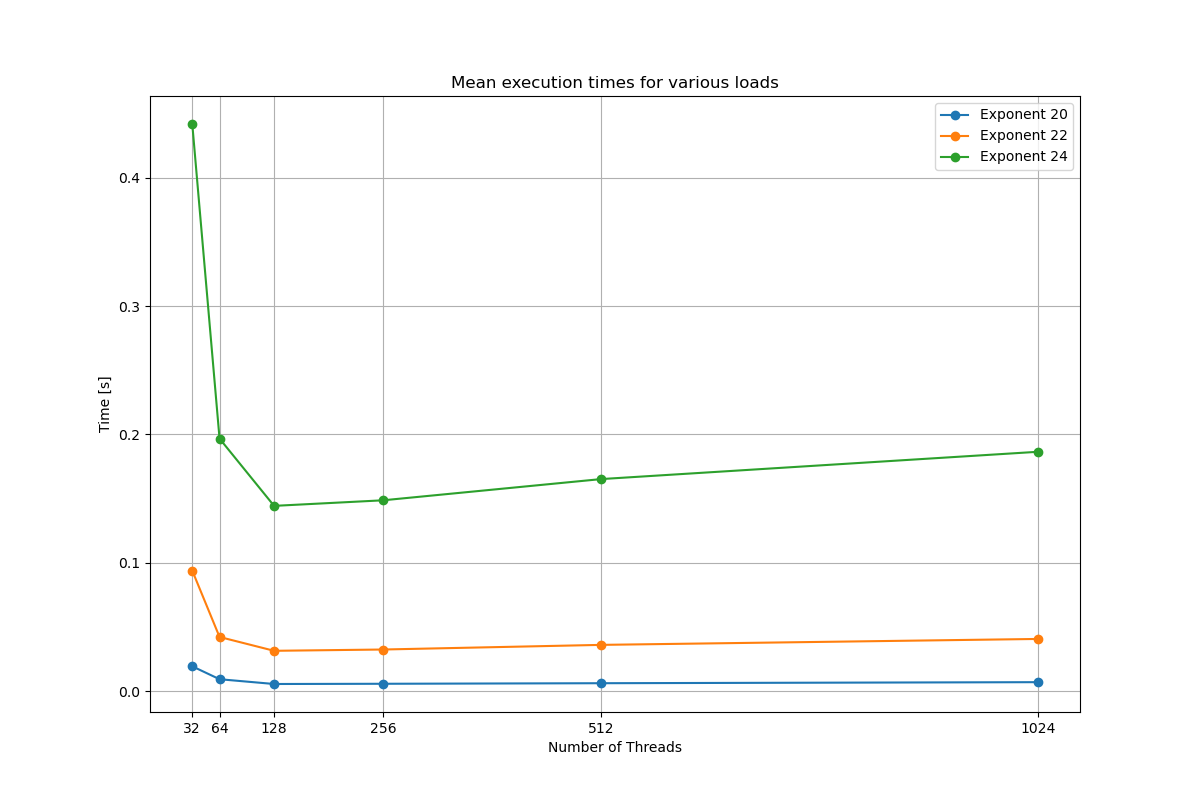 Mean execution times for various loads
Exponent 20
Exponent 22
Exponent 24
0.4
0.3
0.2
0.1
0.0
Time [s]
32 64 128 256 512 1024
Number of Threads